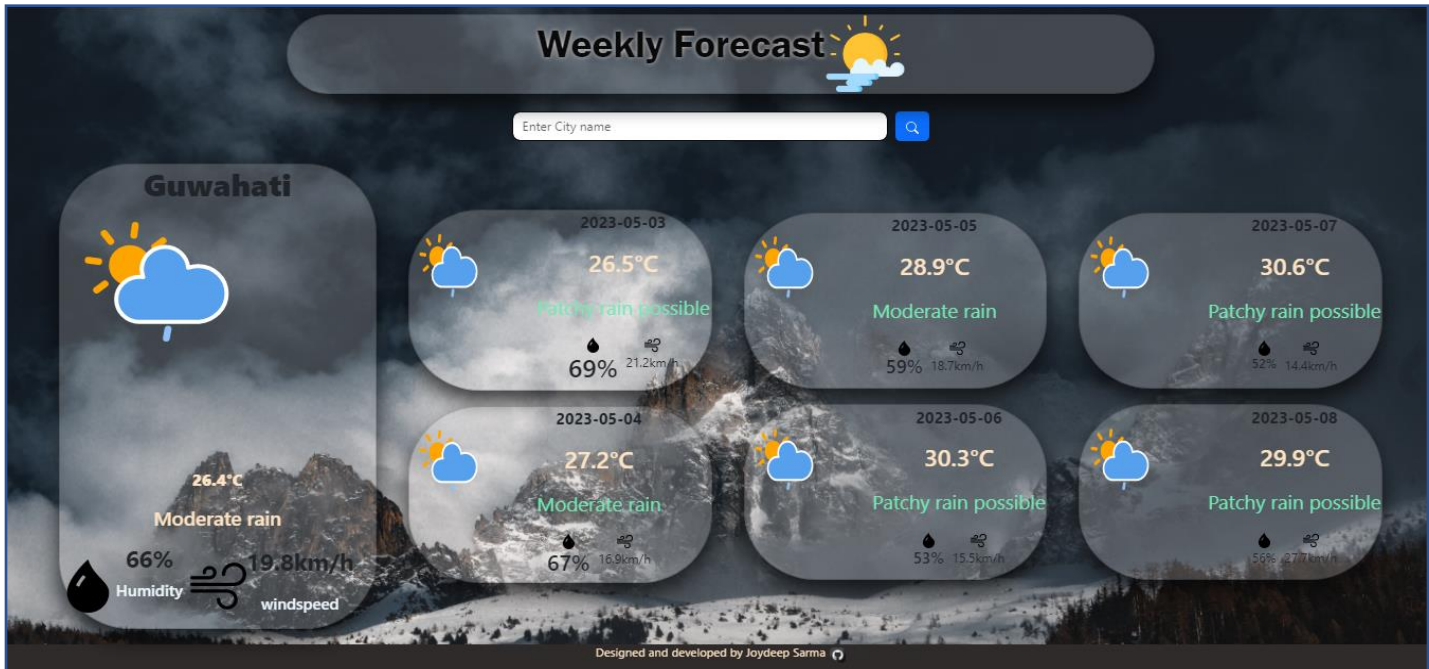 Weekly Forecast
Enter City name
Guwahati
26.4°C
Moderate rain
66%
Humidity
19.8km/h
windspeed
2023-05-03
26.5°C
Patchy rain possible
69% 21.2km/h
2023-05-04
27.2°C
Moderate rain
67% 16.9km/h
2023-05-05
28.9°C
Moderate rain
59% 18.7km/h
2023-05-06
30.3°C
Patchy rain possible
53% 15.5km/h
2023-05-07
30.6°C
Patchy rain possible
52% 14.4km/h
2023-05-08
29.9°C
Patchy rain possible
56% 27.7km/h
Designed and developed by Joydeep Sarma